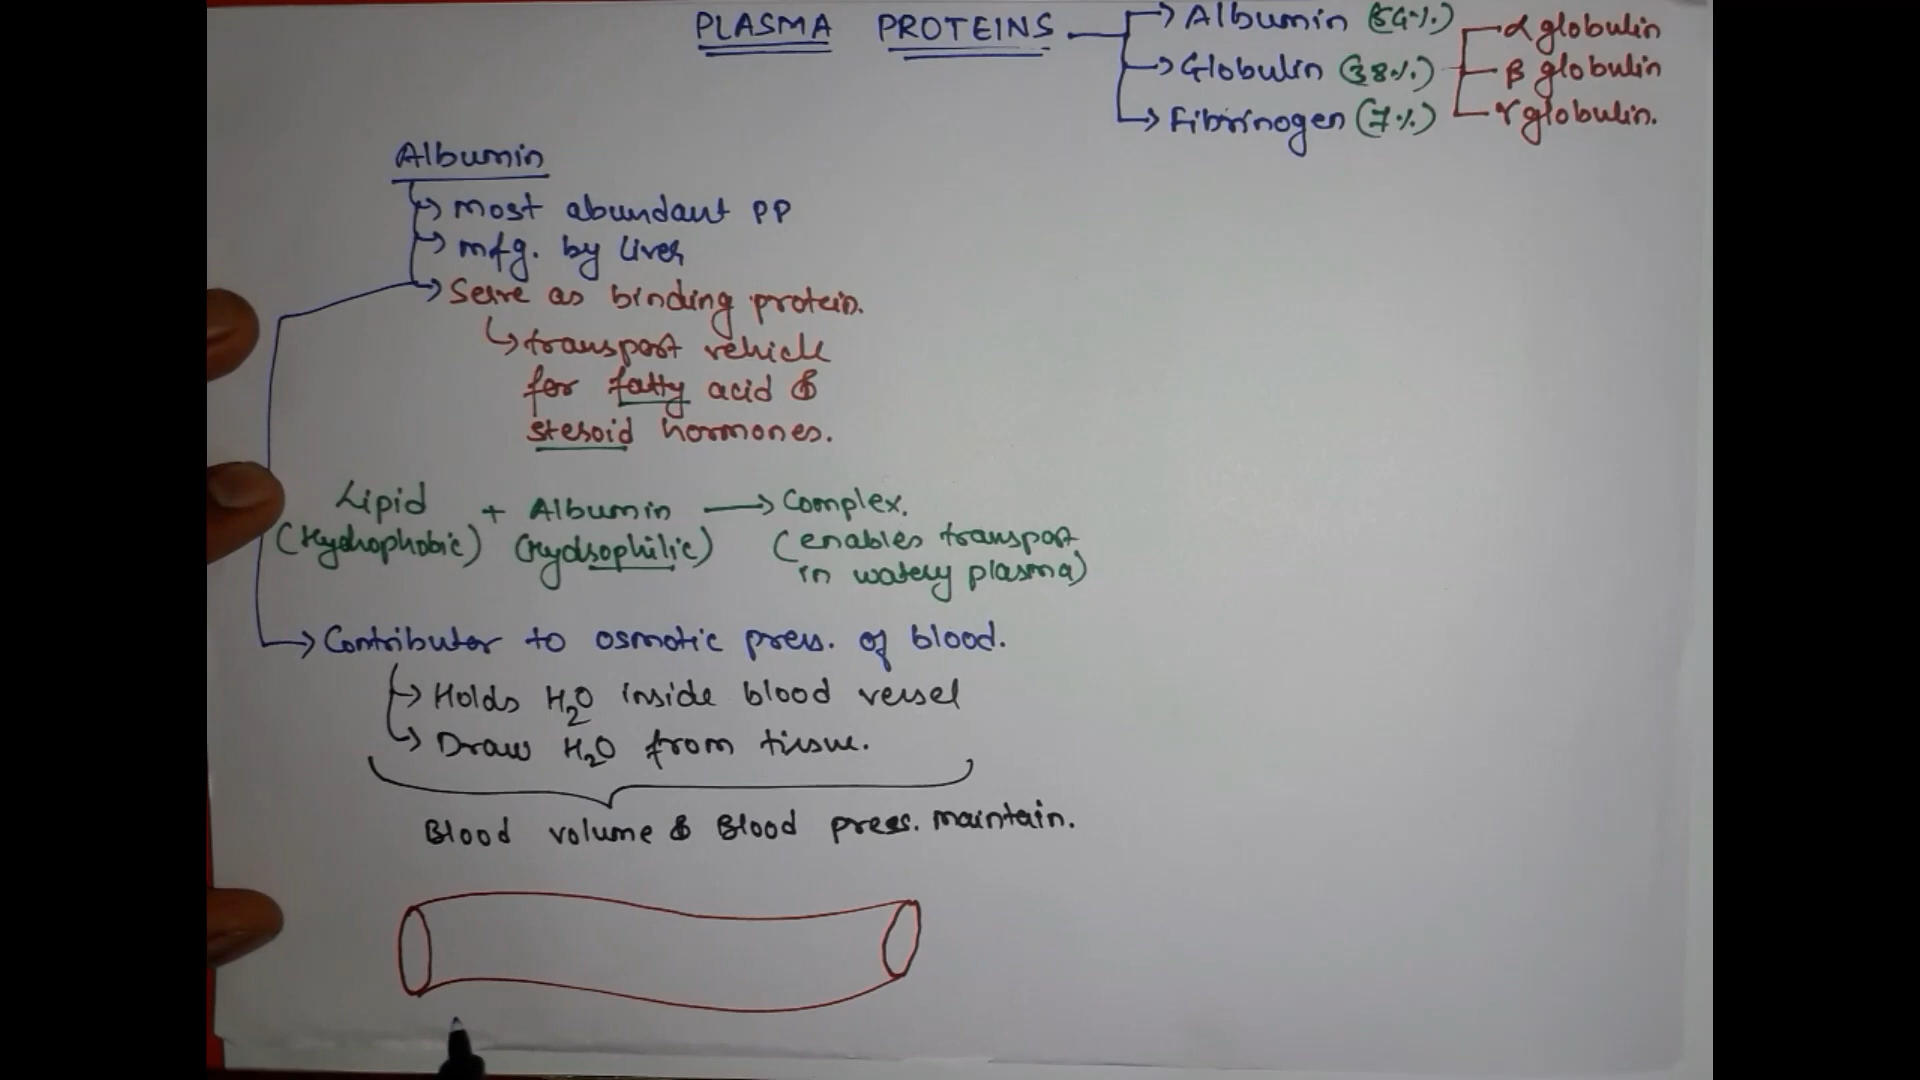 PLASMA PROTEINS → Albumin (54%)
→ Globulin (38%)
→ Fibrinogen (7%)
α globulin
β globulin
γ globulin.
Albumin
→ Most abundant PP
→ mfg. by liver
→ Serve as binding protein.
↳ transport vehicle
for fatty acid &
steroid hormones.
Lipid + Albumin → Complex.
(Hydrophobic) (Hydrophilic) (enables transport
in watery plasma)
→ Contributor to osmotic press. of blood.
→ Holds H₂O inside blood vessel
→ Draw H₂O from tissue.
Blood volume & Blood press. maintain.